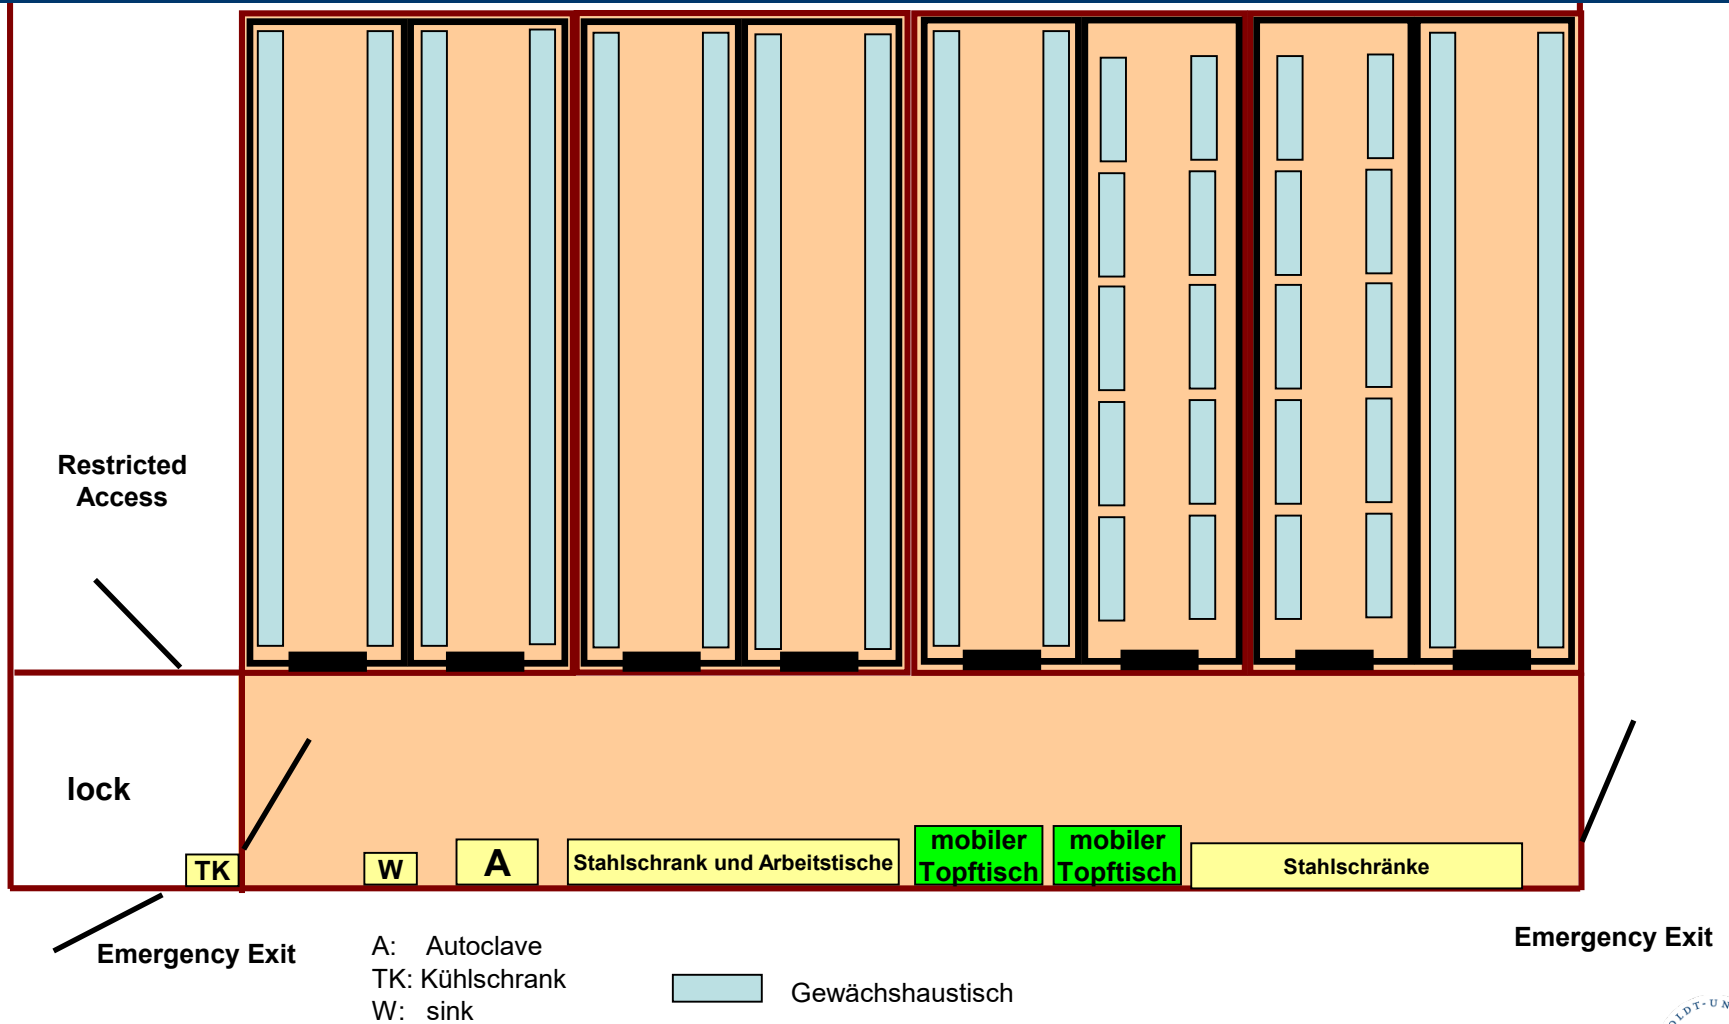 Restricted
Access
lock
TK
W
A
Stahlschrank und Arbeitstische
mobiler
Topftisch
mobiler
Topftisch
Stahlschränke
Emergency Exit
Emergency Exit
A: Autoclave
TK: Kühlschrank
W: sink
Gewächshaustisch